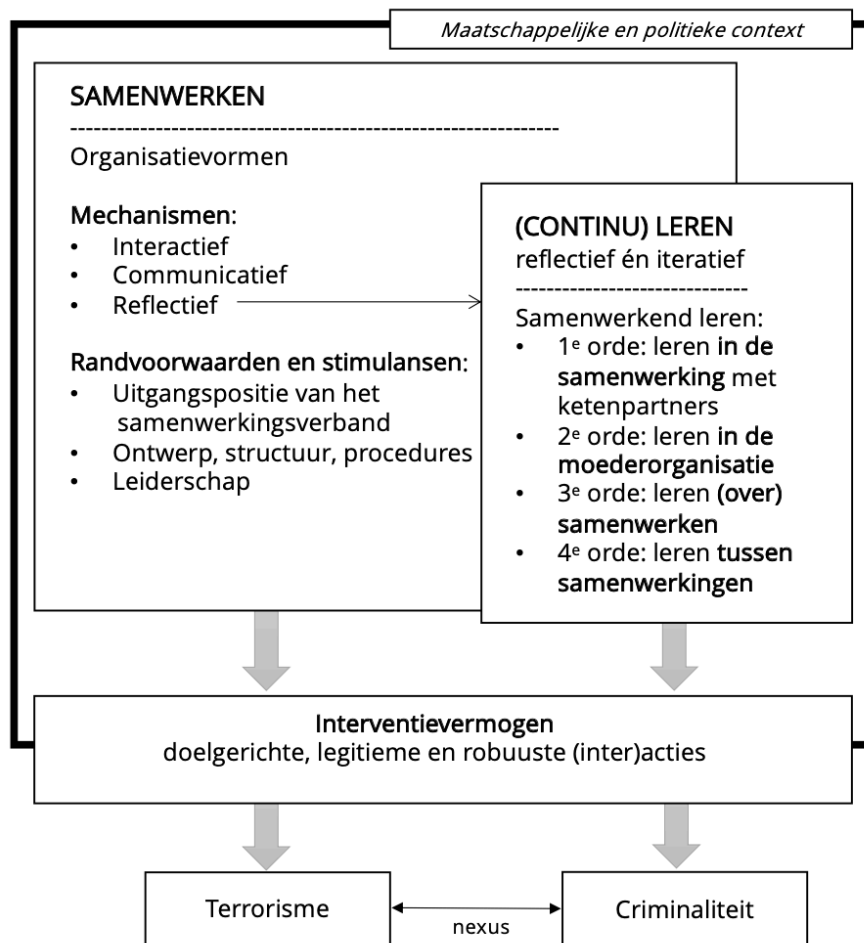 Maatschappelijke en politieke context
SAMENWERKEN
---------------------------------------------------------------
Organisatievormen
Mechanismen:
• Interactief
• Communicatief
• Reflectief
Randvoorwaarden en stimulansen:
• Uitgangspositie van het
samenwerkingsverband
• Ontwerp, structuur, procedures
• Leiderschap
(CONTINU) LEREN
reflectief én iteratief
------------------------------
Samenwerkend leren:
• 1e orde: leren in de
samenwerking met
ketenpartners
• 2e orde: leren in de
moederorganisatie
• 3e orde: leren (over)
samenwerken
• 4e orde: leren tussen
samenwerkingen
Interventievermogen
doelgerichte, legitieme en robuuste (inter)acties
Terrorisme
nexus
Criminaliteit